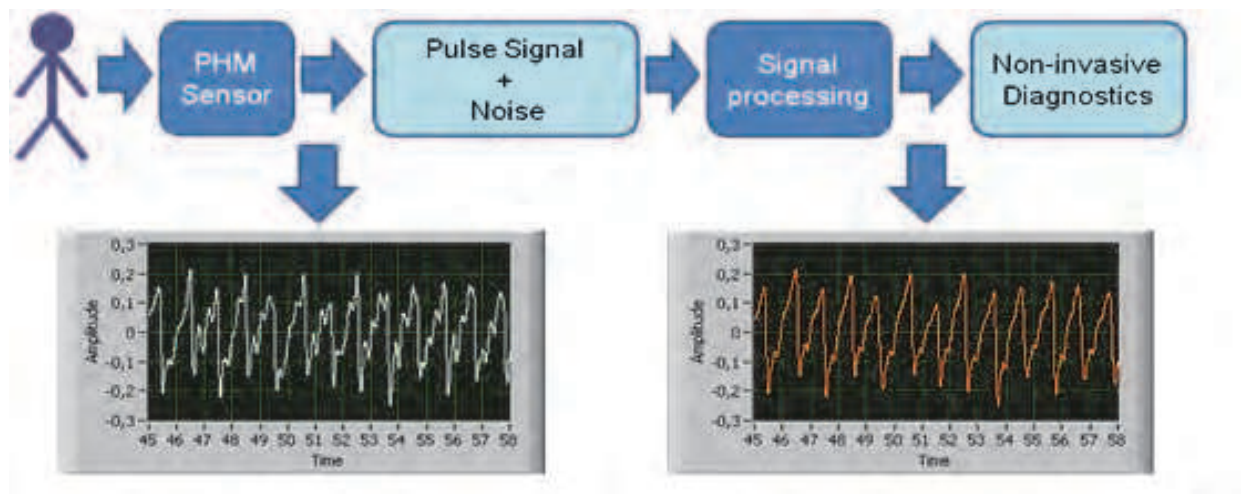 PHM
Sensor
Pulse Signal
+
Noise
Signal
processing
Non-invasive
Diagnostics
Amplitude
0,3
0,2
0,1
0
-0,1
-0,2
-0,3
45 46 47 48 49 50 51 52 53 54 55 56 57 58
Time
Amplitude
0,3
0,2
0,1
0
-0,1
-0,2
-0,3
45 46 47 48 49 50 51 52 53 54 55 56 57 58
Time